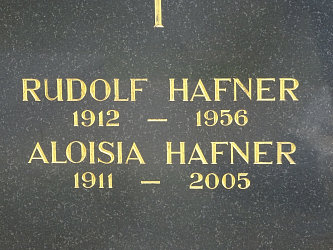 RUDOLF HAFNER
1912 — 1956
ALOISIA HAFNER
1911 — 2005